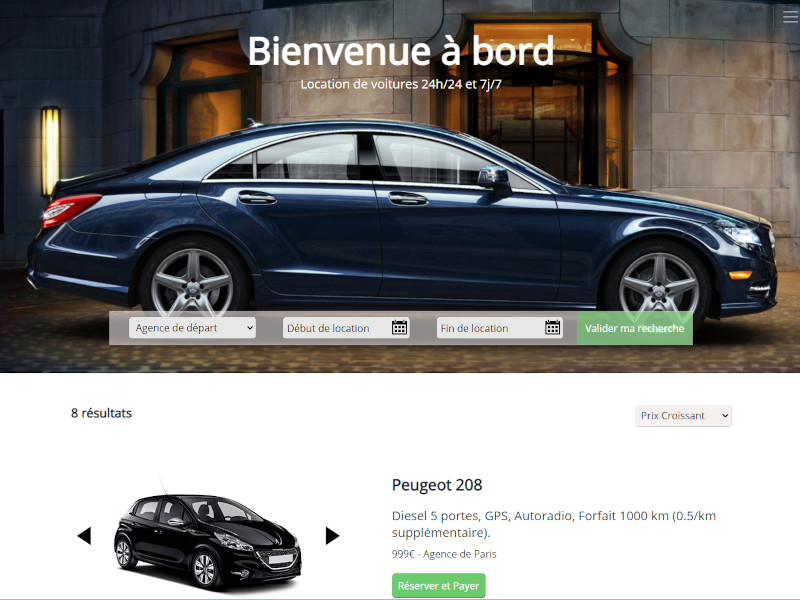 Bienvenue à bord
Location de voitures 24h/24 et 7j/7
Agence de départ
Début de location
Fin de location
Valider ma recherche
8 résultats
Prix Croissant
Peugeot 208
Diesel 5 portes, GPS, Autoradio, Forfait 1000 km (0.5/km
supplémentaire).
999€ - Agence de Paris
Réserver et Payer